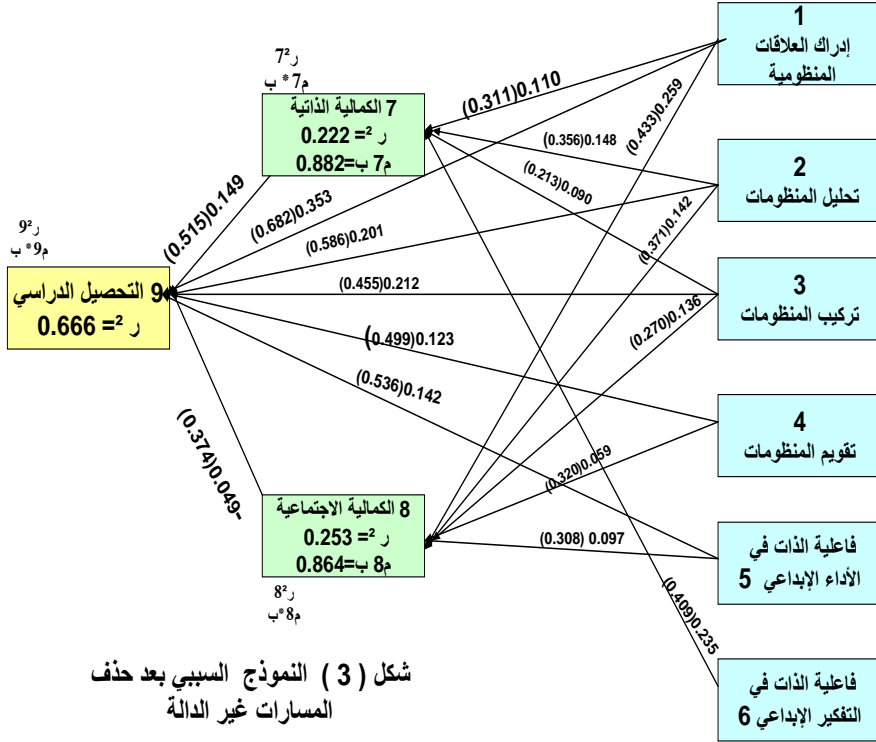 1
إدراك العلاقات
المنظومية
2
تحليل المنظومات
3
تركيب المنظومات
4
تقويم المنظومات
فاعلية الذات في
الأداء الإبداعي 5
فاعلية الذات في
التفكير الإبداعي 6
ر²7
م7* ب
7 الكمالية الذاتية
ر ²= 0.222
م7 ب=0.882
8 الكمالية الاجتماعية
ر ²= 0.253
م8 ب=0.864
ر²8
م8*ب
ر²9
م9* ب
9 التحصيل الدراسي
ر ²= 0.666
(0.311)0.110
(0.433)0.259
(0.356)0.148
(0.213)0.090
(0.371)0.142
(0.270)0.136
(0.320)0.059
(0.308) 0.097
(0.409)0.235
(0.515)0.149
(0.682)0.353
(0.586)0.201
(0.455)0.212
(0.499)0.123
(0.536)0.142
(0.374)0.049-
شكل ( 3 ) النموذج السببي بعد حذف
المسارات غير الدالة